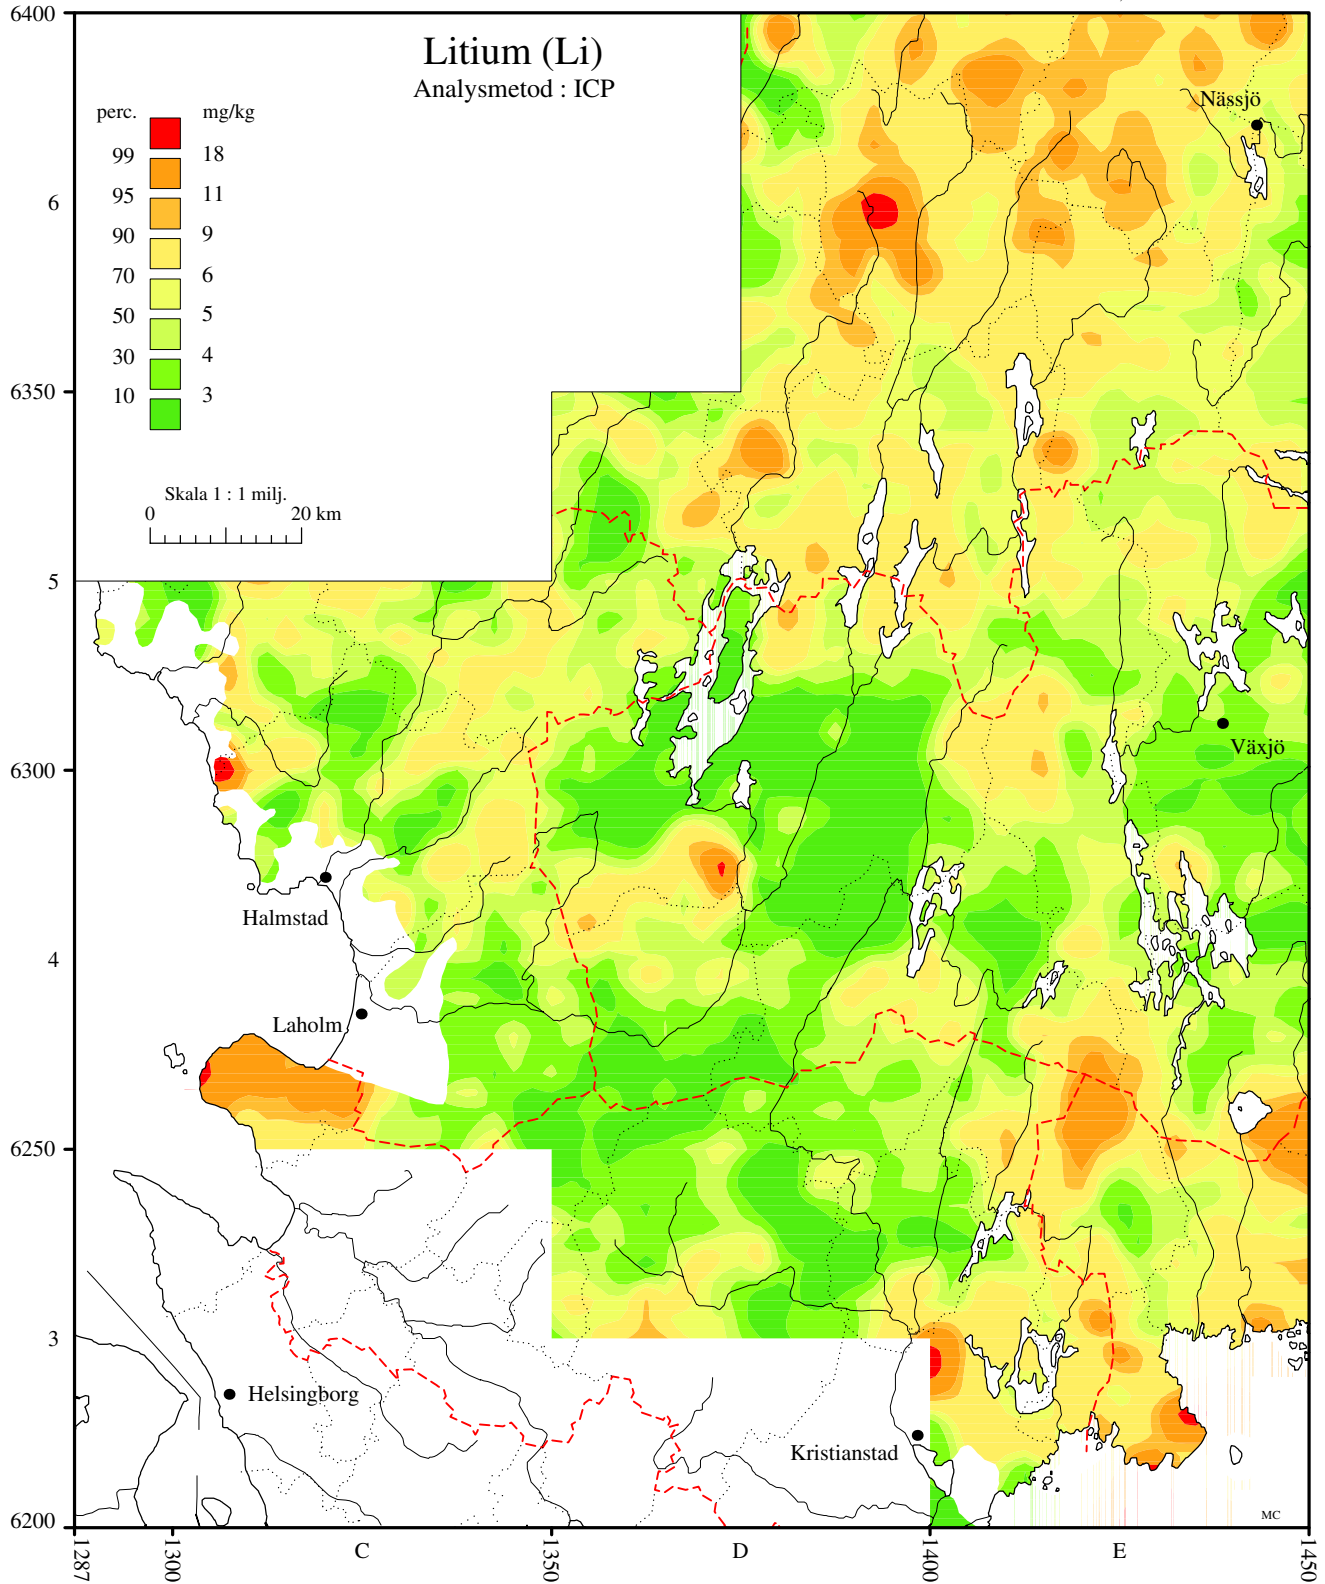 6400
Litium (Li)
Analysmetod : ICP
perc.
mg/kg
99
18
95
11
90
9
70
6
50
5
30
4
10
3
Nässjö
6
6350
Skala 1 : 1 milj.
0
20 km
5
Växjö
6300
Halmstad
4
Laholm
6250
3
Helsingborg
Kristianstad
MC
6200
1287
1300
C
1350
D
1400
E
1450